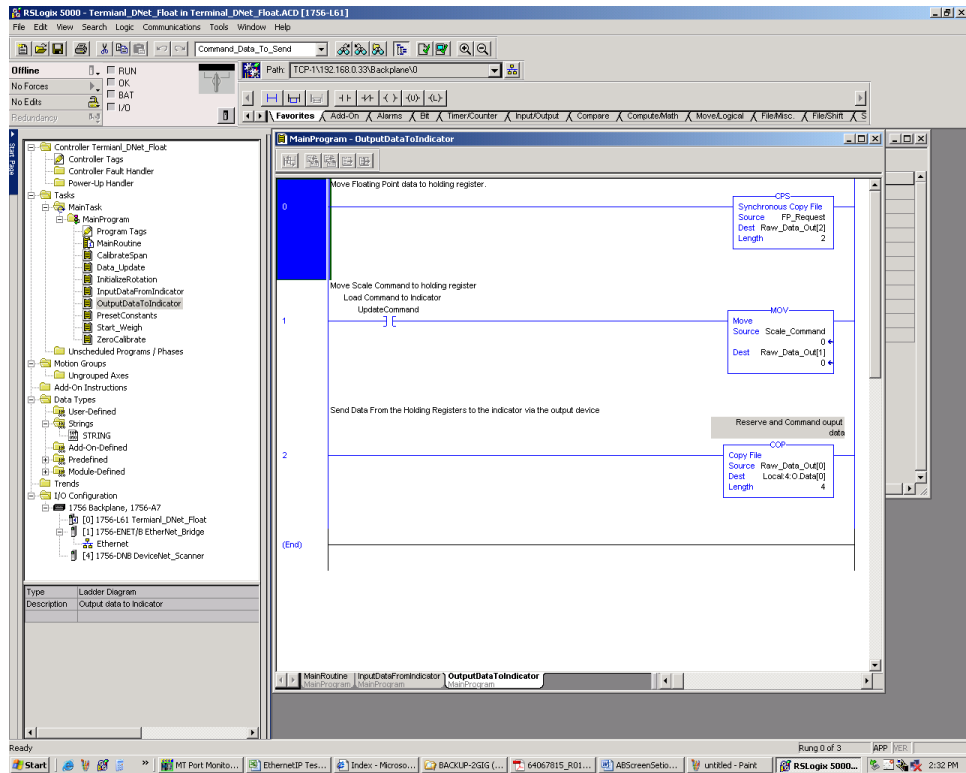 RSLogix 5000 - Termianl_DNet_Float in Terminal_DNet_Float.ACD [1756-L61]
File Edit View Search Logic Communications Tools Window Help
Command_Data_To_Send
Offline
RUN
Path: TCP-1\192.168.0.33\Backplane\0
No Forces
OK
BAT
No Edits
I/O
Redundancy
Favorites Add-On Alarms Bit Timer/Counter Input/Output Compare Compute/Math Move/Logical File/Misc. File/Shift S
Start Page
Controller Termianl_DNet_Float
Controller Tags
Controller Fault Handler
Power-Up Handler
Tasks
MainTask
MainProgram
Program Tags
MainRoutine
CalibrateSpan
Data_Update
InitializeRotation
InputDataFromIndicator
OutputDataToIndicator
PresetConstants
Start_Weigh
ZeroCalibrate
Unscheduled Programs / Phases
Motion Groups
Ungrouped Axes
Add-On Instructions
Data Types
User-Defined
Strings
STRING
Add-On-Defined
Predefined
Module-Defined
Trends
I/O Configuration
1756 Backplane, 1756-A7
[0] 1756-L61 Termianl_DNet_Float
[1] 1756-ENET/B EtherNet_Bridge
Ethernet
[4] 1756-DNB DeviceNet_Scanner
Type Ladder Diagram
Description Output data to Indicator
MainProgram - OutputDataToIndicator
Move Floating Point data to holding register.
0
CPS
Synchronous Copy File
Source FP_Request
Dest Raw_Data_Out[2]
Length 2
Move Scale Command to holding register
Load Command to Indicator
UpdateCommand
1
MOV
Move
Source Scale_Command
0
Dest Raw_Data_Out[1]
0
Send Data From the Holding Registers to the indicator via the output device
Reserve and Command ouput
data
2
COP
Copy File
Source Raw_Data_Out[0]
Dest Local:4:O.Data[0]
Length 4
(End)
MainRoutine InputDataFromIndicator OutputDataToIndicator
MainProgram MainProgram MainProgram
Ready
Rung 0 of 3 APP VER
Start » MT Port Monito... EthernetIP Tes... Index - Microso... BACKUP-2GIG (... 64067815_R01... ABScreenSetio... untitled - Paint RSLogix 5000... 2:32 PM